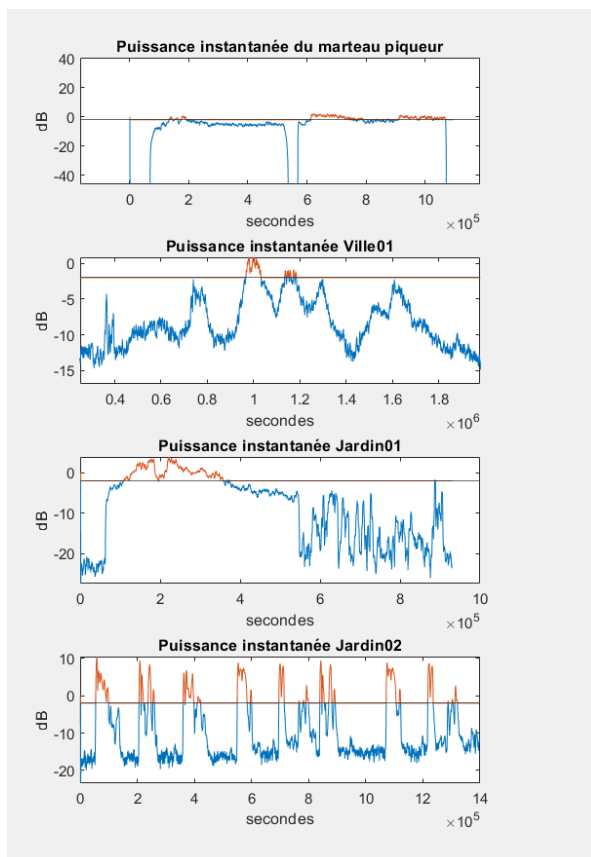 Puissance instantanée du marteau piqueur
40
20
0
-20
-40
dB
0 2 4 6 8 10
secondes
×10^5
Puissance instantanée Ville01
0
-5
-10
-15
dB
0.4 0.6 0.8 1 1.2 1.4 1.6 1.8
secondes
×10^6
Puissance instantanée Jardin01
0
-10
-20
dB
0 2 4 6 8 10
secondes
×10^5
Puissance instantanée Jardin02
10
0
-10
-20
dB
0 2 4 6 8 10 12 14
secondes
×10^5